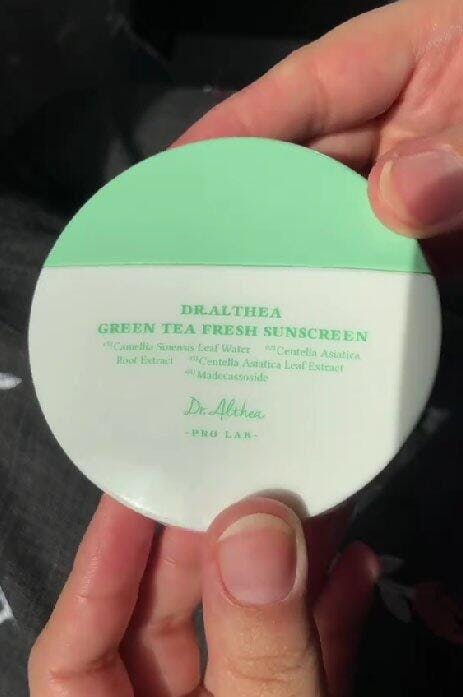 DR.ALTHEA
GREEN TEA FRESH SUNSCREEN
Camellia Sinensis Leaf Water Centella Asiatica
Root Extract Centella Asiatica Leaf Extract
Madecassoside
Dr. Althea
-PRO LAB-